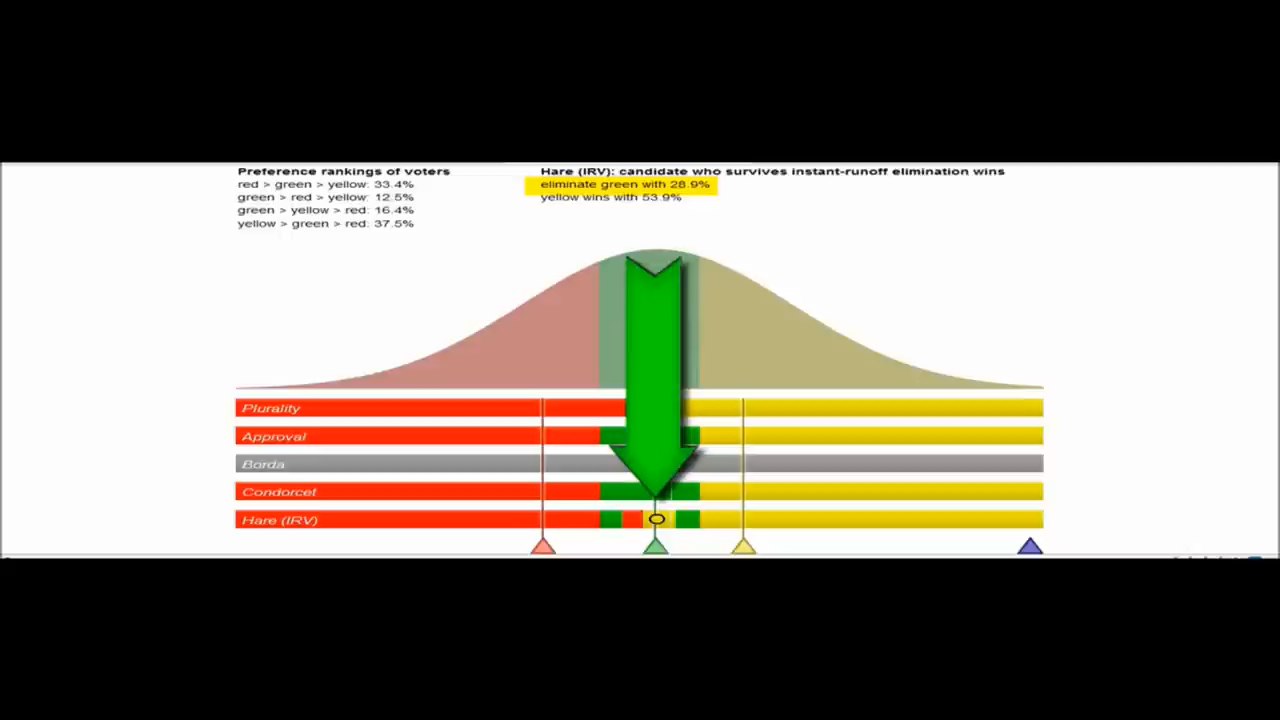 Preference rankings of voters
red > green > yellow: 33.4%
green > red > yellow: 12.5%
green > yellow > red: 16.4%
yellow > green > red: 37.5%
Hare (IRV): candidate who survives instant-runoff elimination wins
eliminate green with 28.9%
yellow wins with 53.9%
Plurality
Approval
Borda
Condorcet
Hare (IRV)